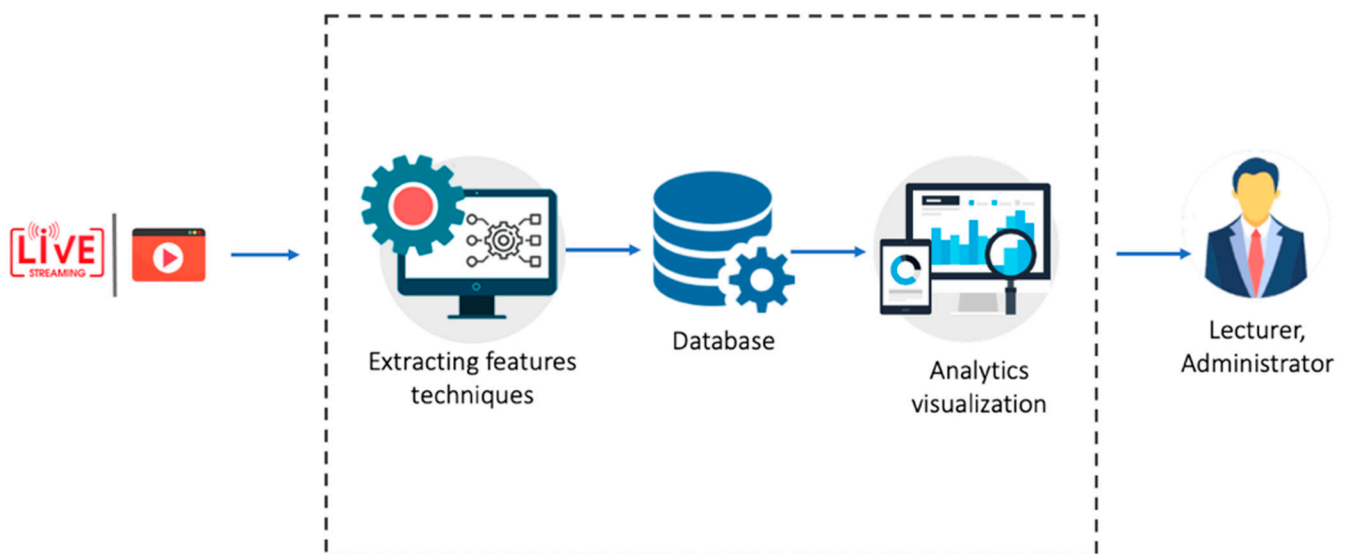 LiVE
STREAMING
Extracting features
techniques
Database
Analytics
visualization
Lecturer,
Administrator